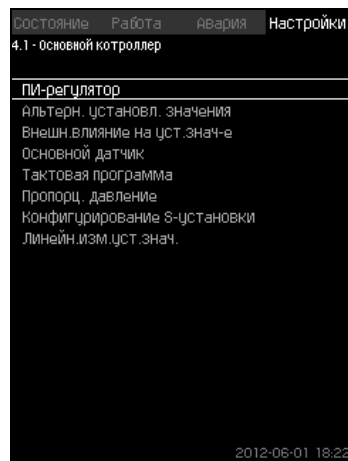 Состояние Работа Авария Настройки
4.1 - Основной котроллер
ПИ-регулятор
Альтерн. установл. значения
Внешн.влияние на уст.знач-е
Основной датчик
Тактовая программа
Пропорц. давление
Конфигурирование S-установки
Линейн.изм.уст.знач.
2012-06-01 18:22